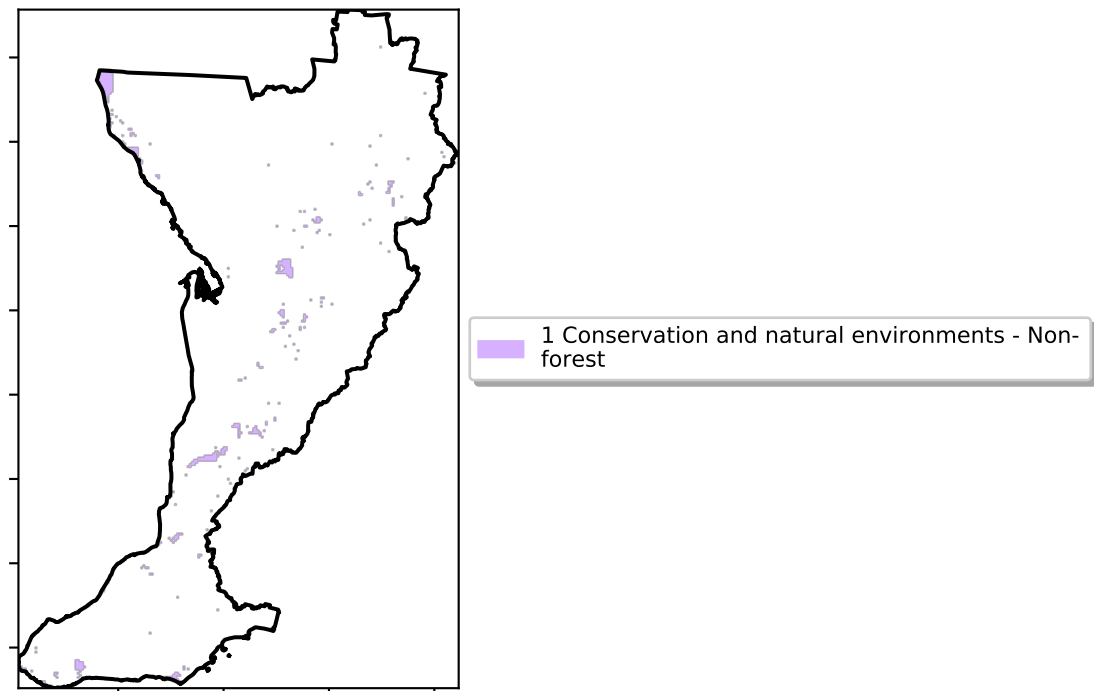 1 Conservation and natural environments - Non-
forest